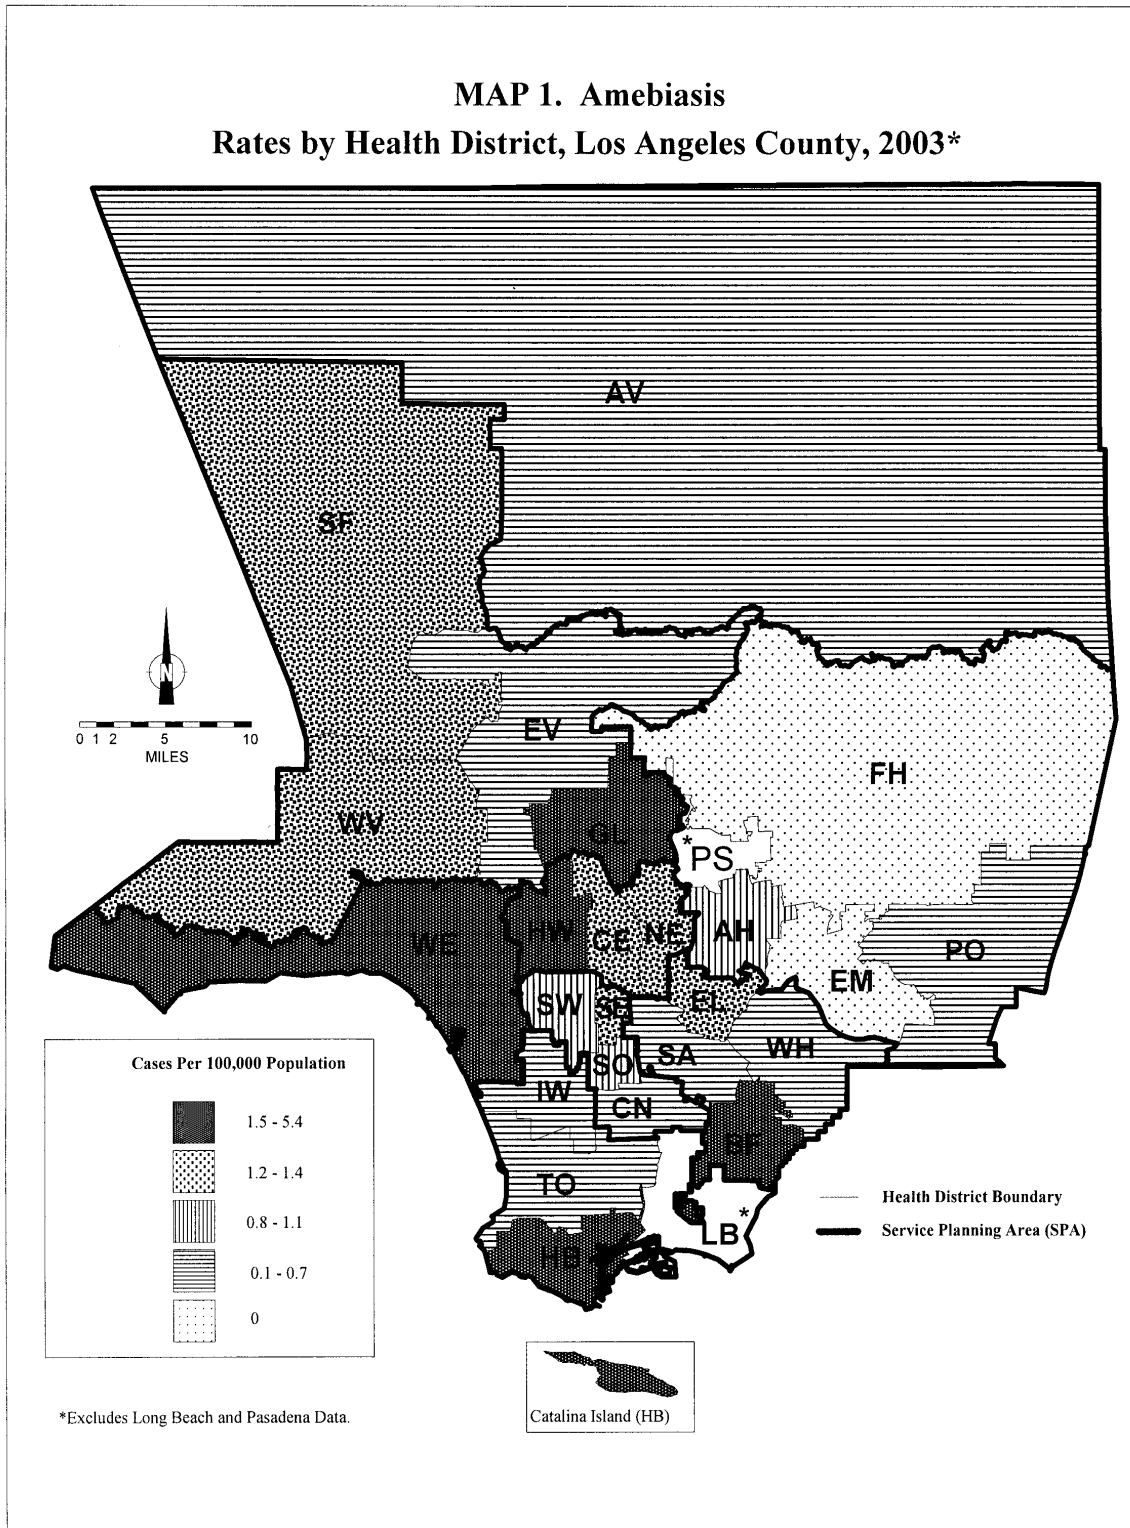 MAP 1. Amebiasis
Rates by Health District, Los Angeles County, 2003*
AV
SF
N
0 1 2 5 10
MILES
EV
FH
WV
GL
*
PS
WE
HW
CE
NE
AH
PO
EM
SW
SE
EL
SO
SA
WH
IW
CN
BF
TO
LB
*
HB
Cases Per 100,000 Population
1.5 - 5.4
1.2 - 1.4
0.8 - 1.1
0.1 - 0.7
0
Health District Boundary
Service Planning Area (SPA)
Catalina Island (HB)
*Excludes Long Beach and Pasadena Data.